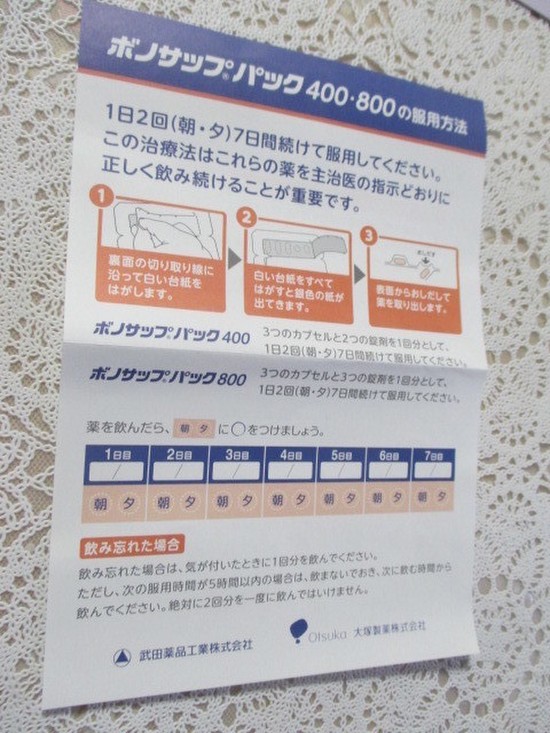 ボノサップ®パック400・800の服用方法
1日2回(朝・夕)7日間続けて服用してください。
この治療法はこれらの薬を主治医の指示どおりに
正しく飲み続けることが重要です。
1
裏面の切り取り線に
沿って白い台紙を
はがします。
2
白い台紙をすべて
はがすと銀色の紙が
出てきます。
3
おしだす
表面からおしだして
薬を取り出します。
ボノサップ®パック400 3つのカプセルと2つの錠剤を1回分として、
1日2回(朝・夕)7日間続けて服用してください。
ボノサップ®パック800 3つのカプセルと3つの錠剤を1回分として、
1日2回(朝・夕)7日間続けて服用してください。
薬を飲んだら、 朝 夕 に○をつけましょう。
1日目 2日目 3日目 4日目 5日目 6日目 7日目
/ / / / / / /
朝 夕 朝 夕 朝 夕 朝 夕 朝 夕 朝 夕 朝 夕
飲み忘れた場合
飲み忘れた場合は、気が付いたときに1回分を飲んでください。
ただし、次の服用時間が5時間以内の場合は、飲まないでおき、次に飲む時間から
飲んでください。絶対に2回分を一度に飲んではいけません。
武田薬品工業株式会社 Otsuka 大塚製薬株式会社